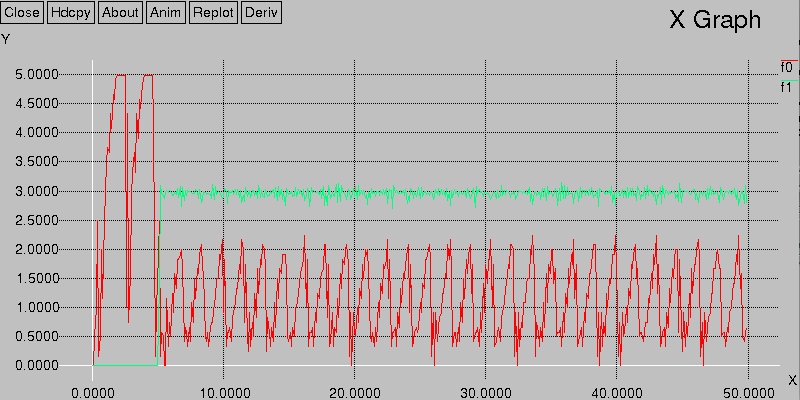 Close Hdcpy About Anim Replot Deriv
X Graph
Y
f0
f1
5.0000
4.5000
4.0000
3.5000
3.0000
2.5000
2.0000
1.5000
1.0000
0.5000
0.0000
X
0.0000 10.0000 20.0000 30.0000 40.0000 50.0000